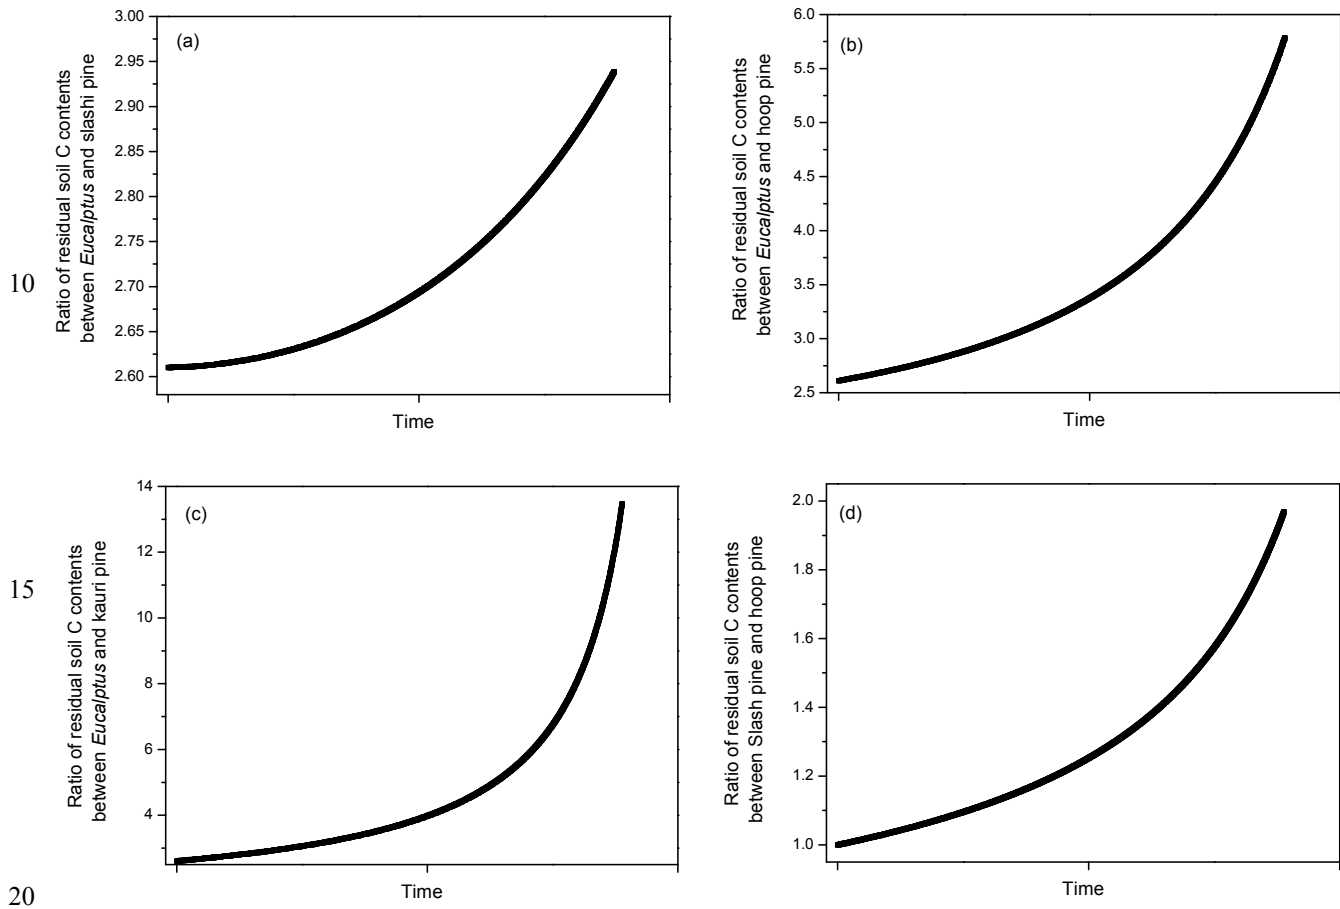 (a)
Ratio of residual soil C contents
between Eucalptus and slashi pine
3.00
2.95
2.90
2.85
2.80
2.75
2.70
2.65
2.60
Time
(b)
Ratio of residual soil C contents
between Eucalptus and hoop pine
6.0
5.5
5.0
4.5
4.0
3.5
3.0
2.5
Time
10
(c)
Ratio of residual soil C contents
between Eucalptus and kauri pine
14
12
10
8
6
4
Time
(d)
Ratio of residual soil C contents
between Slash pine and hoop pine
2.0
1.8
1.6
1.4
1.2
1.0
Time
15
20